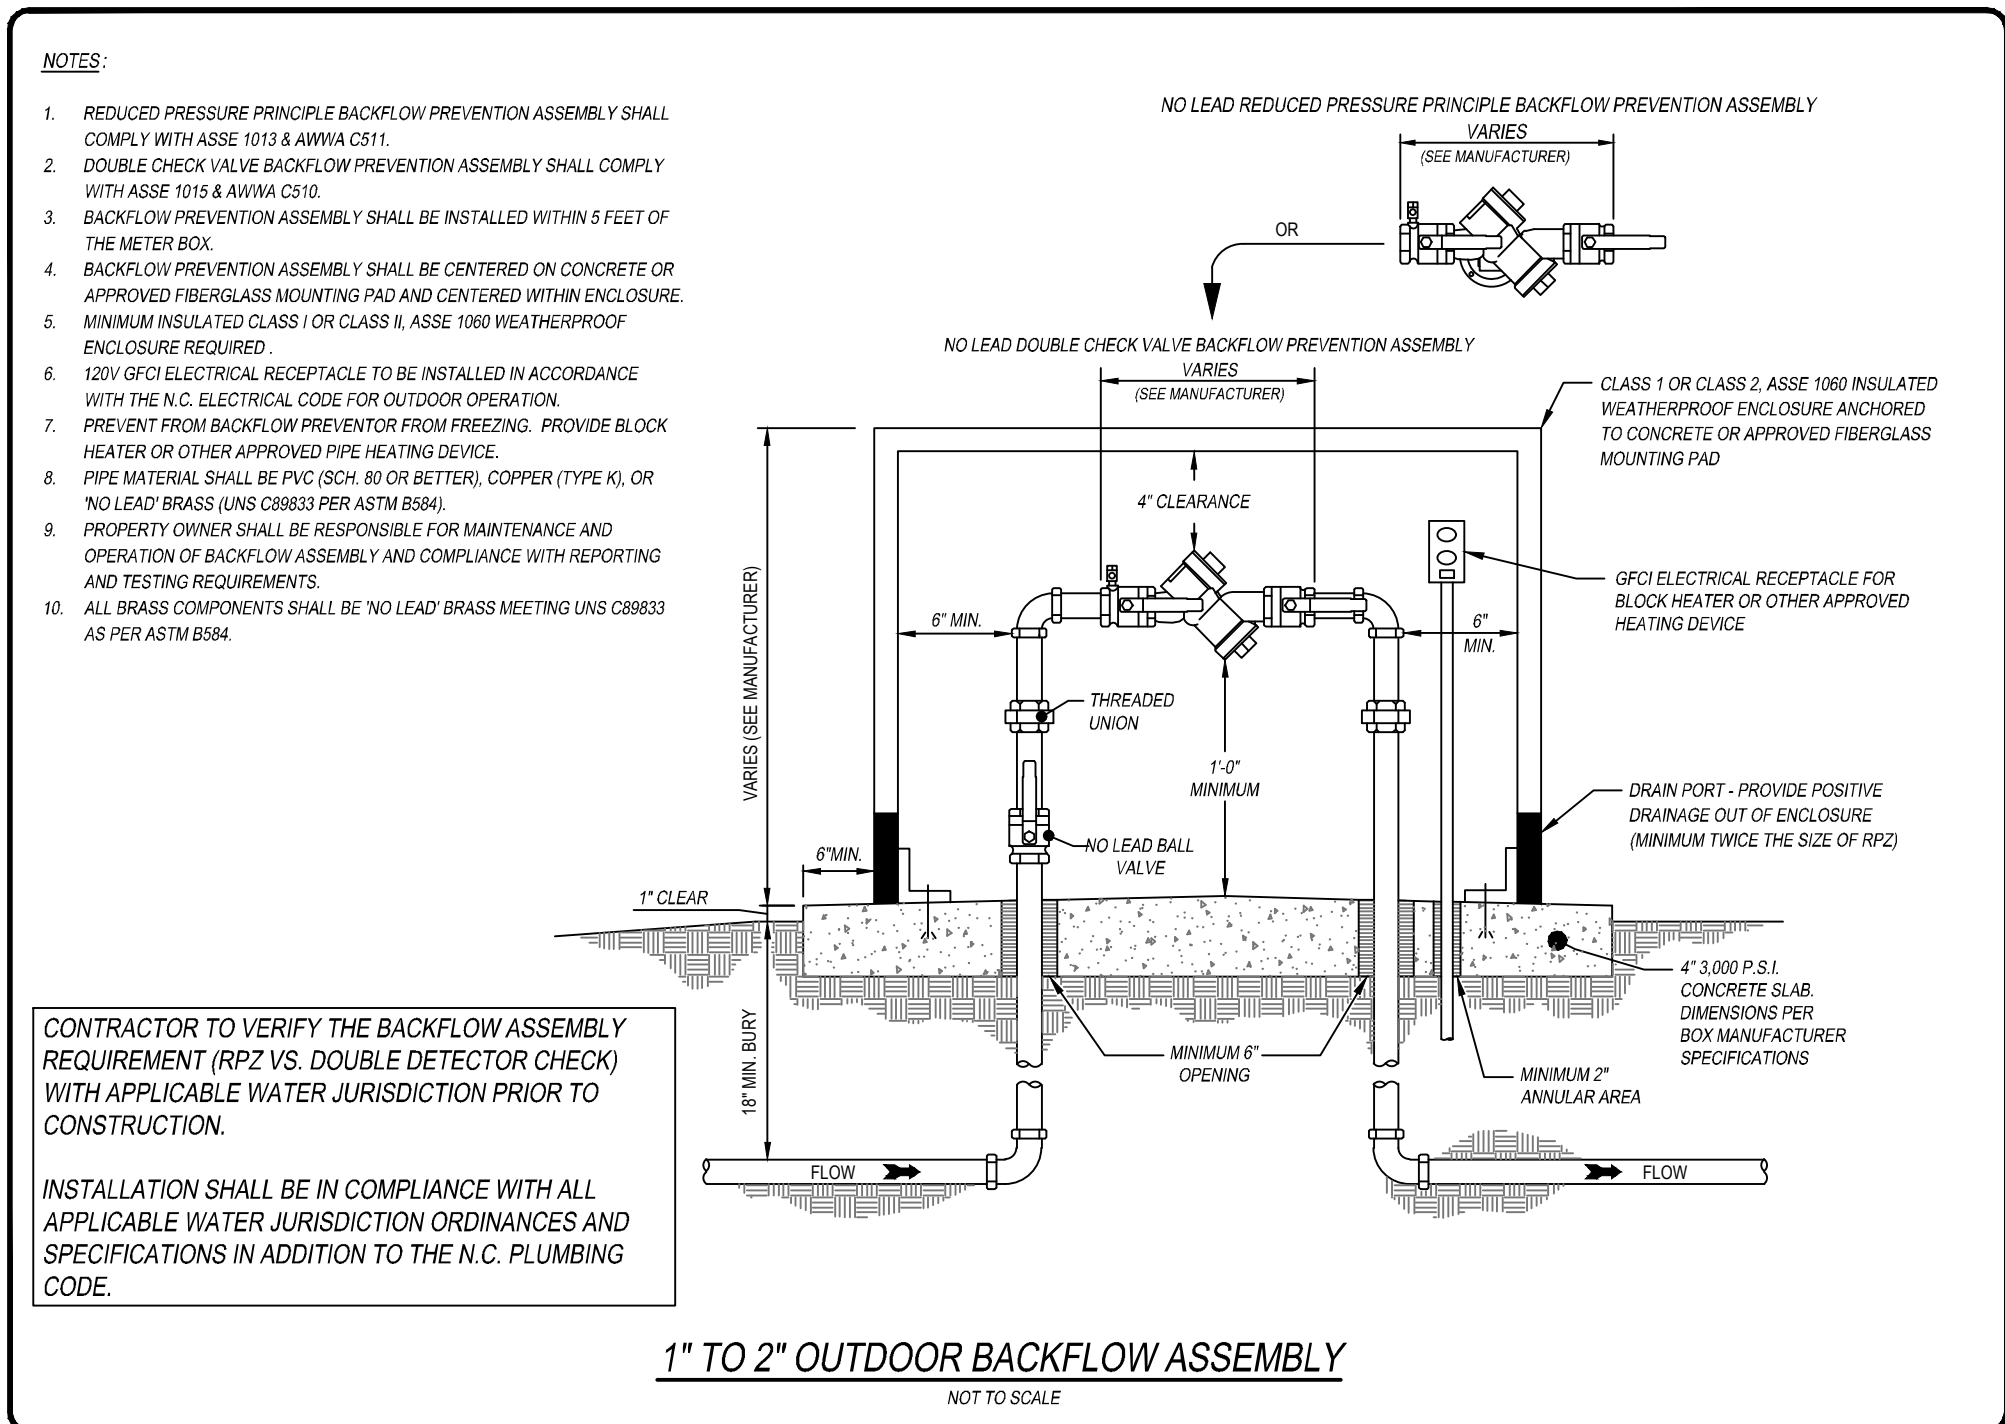 NOTES:
1. REDUCED PRESSURE PRINCIPLE BACKFLOW PREVENTION ASSEMBLY SHALL
COMPLY WITH ASSE 1013 & AWWA C511.
2. DOUBLE CHECK VALVE BACKFLOW PREVENTION ASSEMBLY SHALL COMPLY
WITH ASSE 1015 & AWWA C510.
3. BACKFLOW PREVENTION ASSEMBLY SHALL BE INSTALLED WITHIN 5 FEET OF
THE METER BOX.
4. BACKFLOW PREVENTION ASSEMBLY SHALL BE CENTERED ON CONCRETE OR
APPROVED FIBERGLASS MOUNTING PAD AND CENTERED WITHIN ENCLOSURE.
5. MINIMUM INSULATED CLASS I OR CLASS II, ASSE 1060 WEATHERPROOF
ENCLOSURE REQUIRED .
6. 120V GFCI ELECTRICAL RECEPTACLE TO BE INSTALLED IN ACCORDANCE
WITH THE N.C. ELECTRICAL CODE FOR OUTDOOR OPERATION.
7. PREVENT FROM BACKFLOW PREVENTOR FROM FREEZING. PROVIDE BLOCK
HEATER OR OTHER APPROVED PIPE HEATING DEVICE.
8. PIPE MATERIAL SHALL BE PVC (SCH. 80 OR BETTER), COPPER (TYPE K), OR
'NO LEAD' BRASS (UNS C89833 PER ASTM B584).
9. PROPERTY OWNER SHALL BE RESPONSIBLE FOR MAINTENANCE AND
OPERATION OF BACKFLOW ASSEMBLY AND COMPLIANCE WITH REPORTING
AND TESTING REQUIREMENTS.
10. ALL BRASS COMPONENTS SHALL BE 'NO LEAD' BRASS MEETING UNS C89833
AS PER ASTM B584.
NO LEAD REDUCED PRESSURE PRINCIPLE BACKFLOW PREVENTION ASSEMBLY
VARIES
(SEE MANUFACTURER)
OR
NO LEAD DOUBLE CHECK VALVE BACKFLOW PREVENTION ASSEMBLY
VARIES
(SEE MANUFACTURER)
CLASS 1 OR CLASS 2, ASSE 1060 INSULATED
WEATHERPROOF ENCLOSURE ANCHORED
TO CONCRETE OR APPROVED FIBERGLASS
MOUNTING PAD
4" CLEARANCE
GFCI ELECTRICAL RECEPTACLE FOR
BLOCK HEATER OR OTHER APPROVED
HEATING DEVICE
6" MIN.
6"
MIN.
VARIES (SEE MANUFACTURER)
THREADED
UNION
1'-0"
MINIMUM
DRAIN PORT - PROVIDE POSITIVE
DRAINAGE OUT OF ENCLOSURE
(MINIMUM TWICE THE SIZE OF RPZ)
NO LEAD BALL
VALVE
6"MIN.
1" CLEAR
4" 3,000 P.S.I.
CONCRETE SLAB.
DIMENSIONS PER
BOX MANUFACTURER
SPECIFICATIONS
18" MIN. BURY
MINIMUM 6"
OPENING
MINIMUM 2"
ANNULAR AREA
FLOW
FLOW
CONTRACTOR TO VERIFY THE BACKFLOW ASSEMBLY
REQUIREMENT (RPZ VS. DOUBLE DETECTOR CHECK)
WITH APPLICABLE WATER JURISDICTION PRIOR TO
CONSTRUCTION.
INSTALLATION SHALL BE IN COMPLIANCE WITH ALL
APPLICABLE WATER JURISDICTION ORDINANCES AND
SPECIFICATIONS IN ADDITION TO THE N.C. PLUMBING
CODE.
1" TO 2" OUTDOOR BACKFLOW ASSEMBLY
NOT TO SCALE